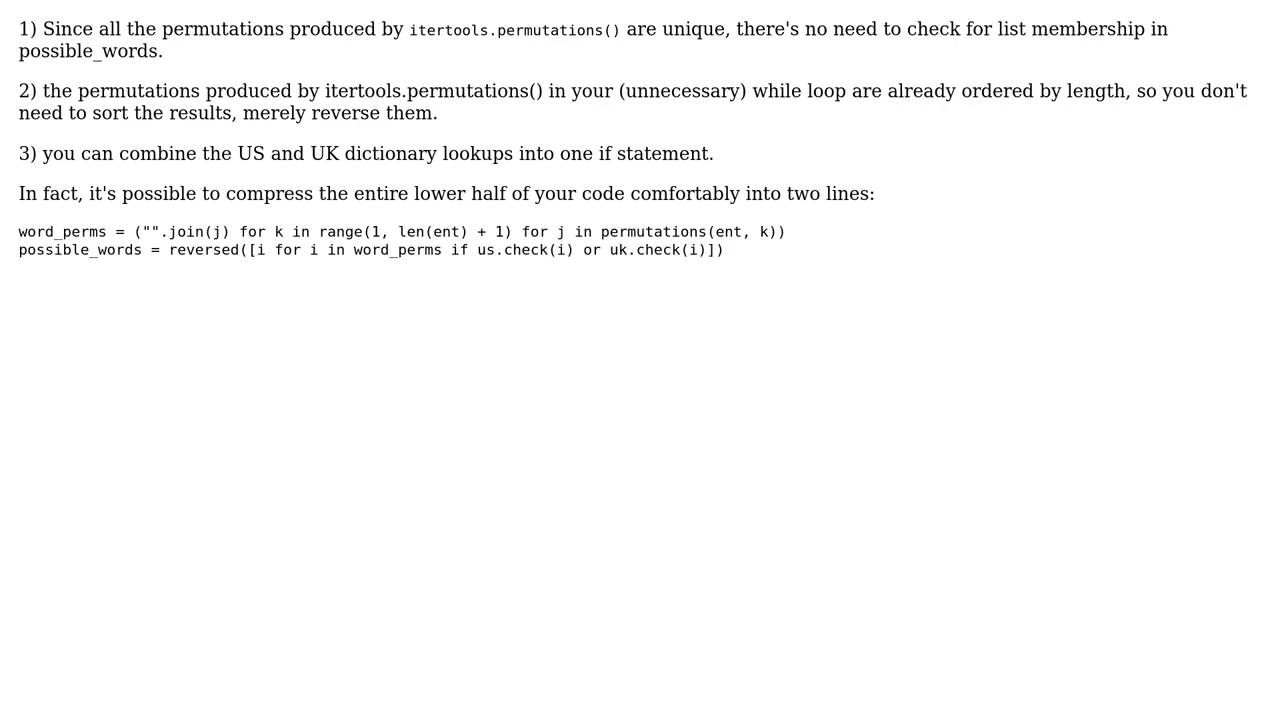 1) Since all the permutations produced by itertools.permutations() are unique, there's no need to check for list membership in
possible_words.
2) the permutations produced by itertools.permutations() in your (unnecessary) while loop are already ordered by length, so you don't
need to sort the results, merely reverse them.
3) you can combine the US and UK dictionary lookups into one if statement.
In fact, it's possible to compress the entire lower half of your code comfortably into two lines:
word_perms = ("".join(j) for k in range(1, len(ent) + 1) for j in permutations(ent, k))
possible_words = reversed([i for i in word_perms if us.check(i) or uk.check(i)])